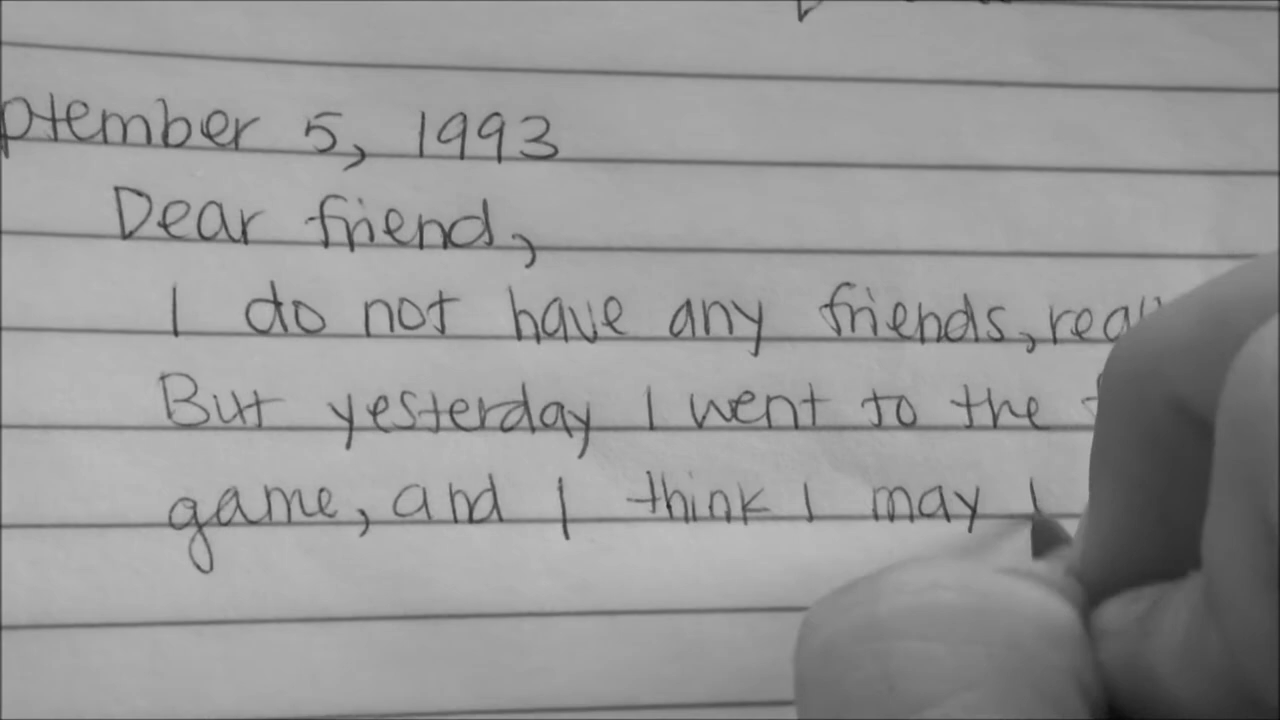 ptember 5, 1993
Dear friend,
I do not have any friends,
But yesterday I went to the
game, and I think I may